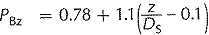 P_Bz = 0.78 + 1.1(z/D_S − 0.1)